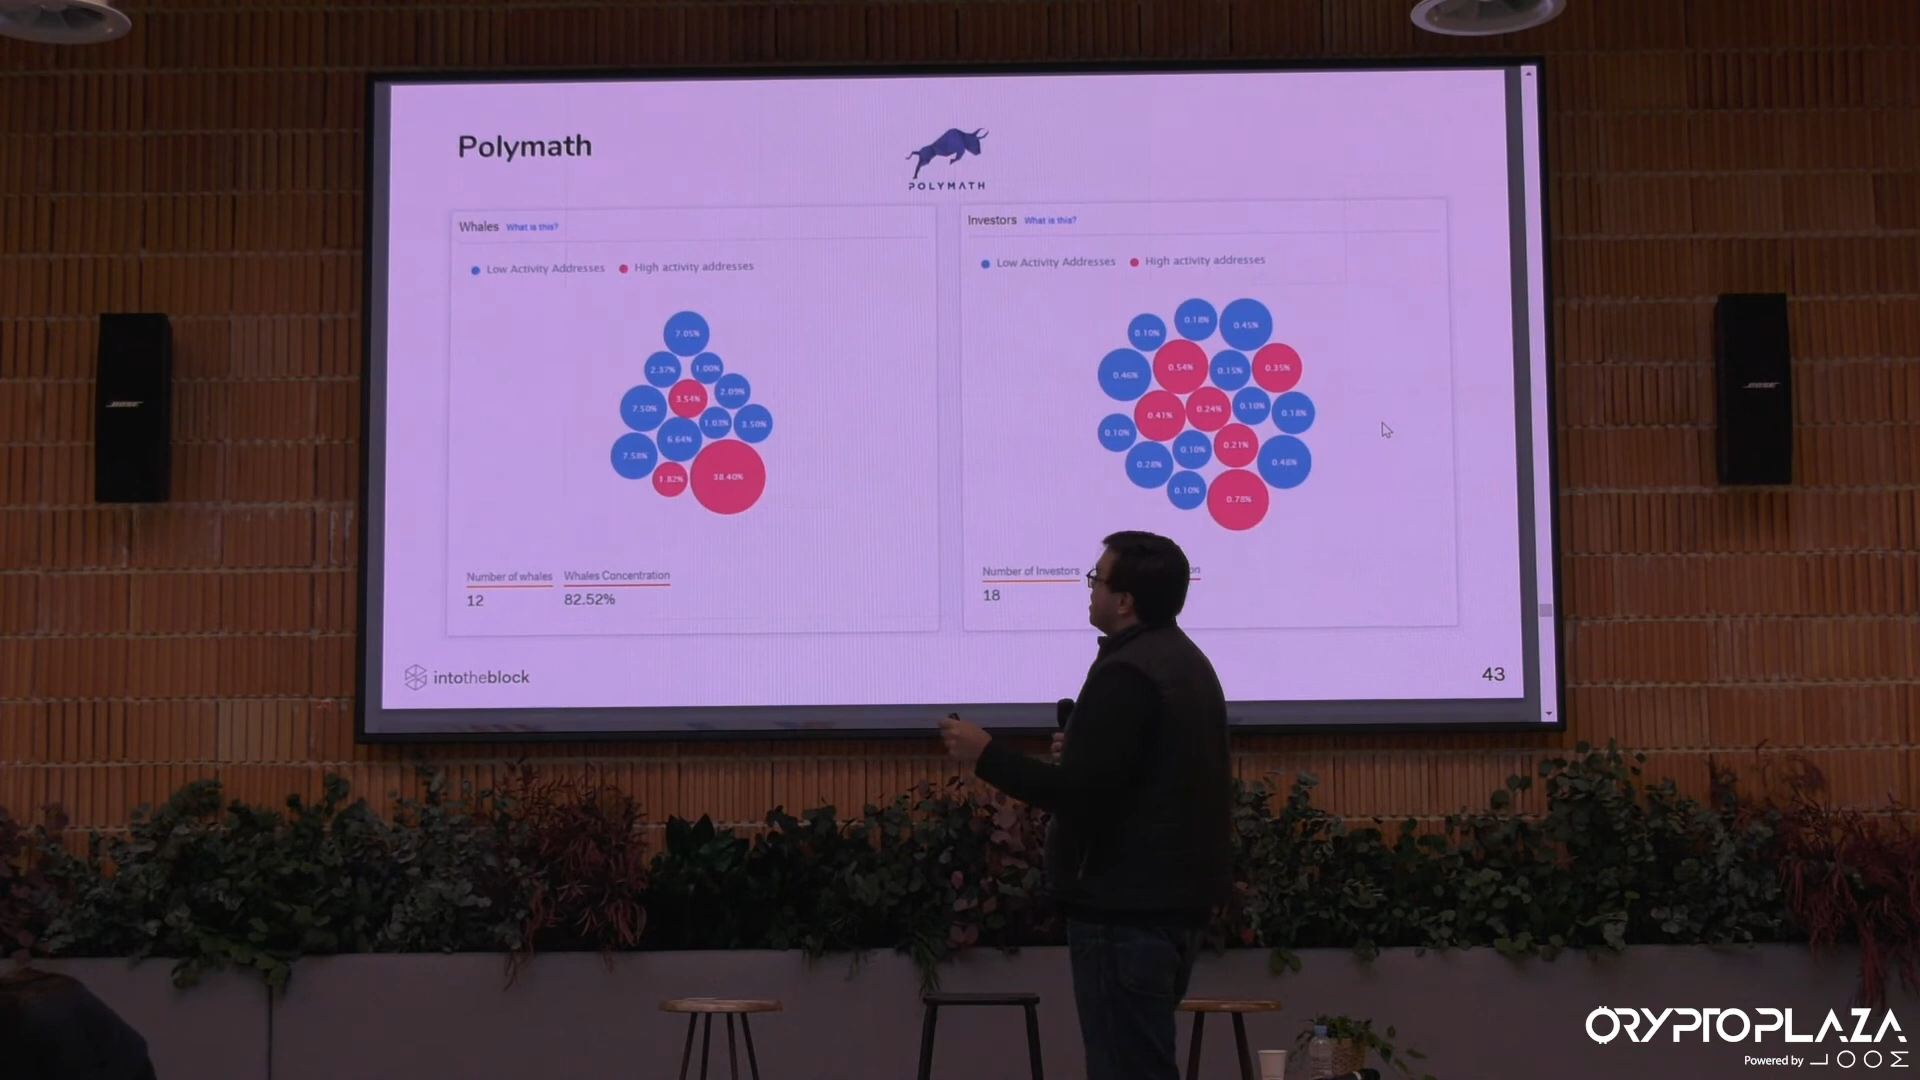 Polymath
POLYMATH
Whales What is this?
Low Activity Addresses High activity addresses
7.05%
2.37% 1.00%
7.50% 3.54% 2.09%
6.64% 1.03% 3.50%
7.58%
1.82% 38.40%
Number of whales Whales Concentration
12 82.52%
Investors What is this?
Low Activity Addresses High activity addresses
0.10% 0.18% 0.45%
0.46% 0.54% 0.15% 0.35%
0.41% 0.24% 0.10% 0.18%
0.10% 0.28% 0.10% 0.21% 0.46%
0.10% 0.78%
Number of Investors on
18
intotheblock
43
BOSE
BOSE
CRYPTOPLAZA
Powered by LOOM